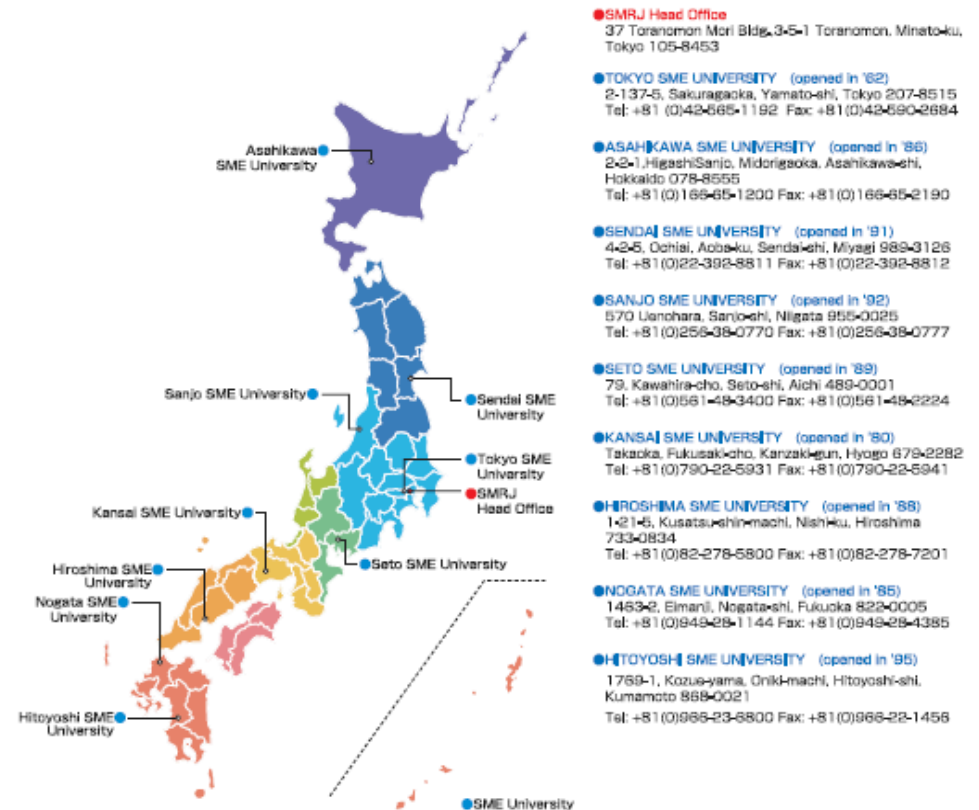 Asahikawa
SME University
Sanjo SME University
Sendai SME
University
Tokyo SME
University
SMRJ
Head Office
Kansai SME University
Seto SME University
Hiroshima SME
University
Nogata SME
University
Hitoyoshi SME
University
SME University
SMRJ Head Office
37 Toranomon Mori Bldg.,3-5-1 Toranomon, Minato-ku,
Tokyo 105-8453
TOKYO SME UNIVERSITY (opened in '62)
2-137-5, Sakuragaoka, Yamato-shi, Tokyo 207-8515
Tel: +81 (0)42-565-1192 Fax: +81(0)42-590-2684
ASAHIKAWA SME UNIVERSITY (opened in '86)
2-2-1,HigashiSanjo, Midorigaoka, Asahikawa-shi,
Hokkaido 078-8555
Tel: +81(0)166-65-1200 Fax: +81(0)166-65-2190
SENDAI SME UNIVERSITY (opened in '91)
4-2-5, Ochiai, Aoba-ku, Sendai-shi, Miyagi 989-3126
Tel: +81(0)22-392-8811 Fax: +81(0)22-392-8812
SANJO SME UNIVERSITY (opened in '92)
570 Uenohara, Sanjo-shi, Niigata 955-0025
Tel: +81(0)256-38-0770 Fax: +81(0)256-38-0777
SETO SME UNIVERSITY (opened in '89)
79, Kawahira-cho, Seto-shi, Aichi 489-0001
Tel: +81(0)561-48-3400 Fax: +81(0)561-48-2224
KANSAI SME UNIVERSITY (opened in '80)
Takaoka, Fukusaki-cho, Kanzaki-gun, Hyogo 679-2282
Tel: +81(0)790-22-5931 Fax: +81(0)790-22-5941
HIROSHIMA SME UNIVERSITY (opened in '88)
1-21-5, Kusatsu-shin-machi, Nishi-ku, Hiroshima
733-0834
Tel: +81(0)82-278-5800 Fax: +81(0)82-278-7201
NOGATA SME UNIVERSITY (opened in '85)
1463-2, Eimanji, Nogata-shi, Fukuoka 822-0005
Tel: +81(0)949-28-1144 Fax: +81(0)949-28-4385
HITOYOSHI SME UNIVERSITY (opened in '95)
1769-1, Kozue-yama, Oniki-machi, Hitoyoshi-shi,
Kumamoto 868-0021
Tel: +81(0)966-23-6800 Fax: +81(0)966-22-1456